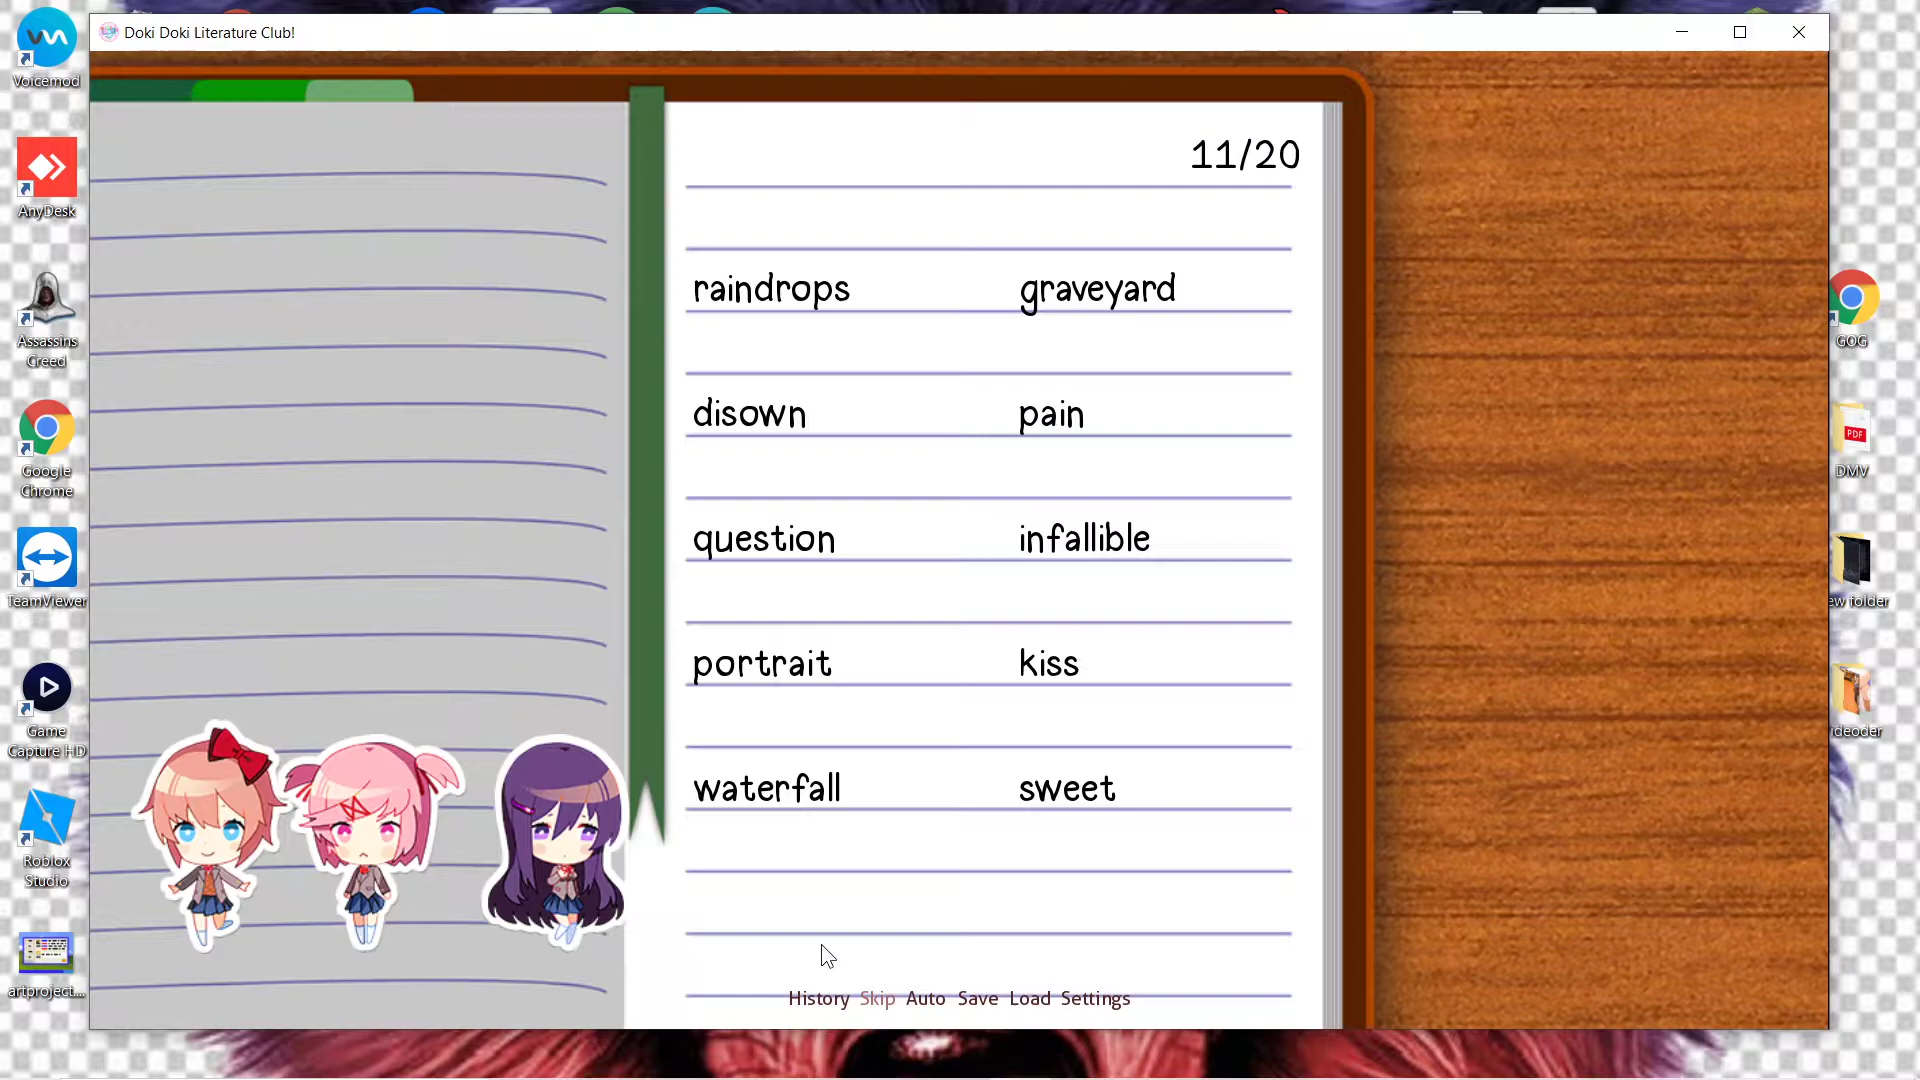 Doki Doki Literature Club!
Voicemod
AnyDesk
Assassins
Creed
Google
Chrome
TeamViewer
Game
Capture HD
Roblox
Studio
artproject....
11/20
raindrops graveyard
disown pain
question infallible
portrait kiss
waterfall sweet
History Skip Auto Save Load Settings
GOG
PDF
DMV
ew folder
ideoder